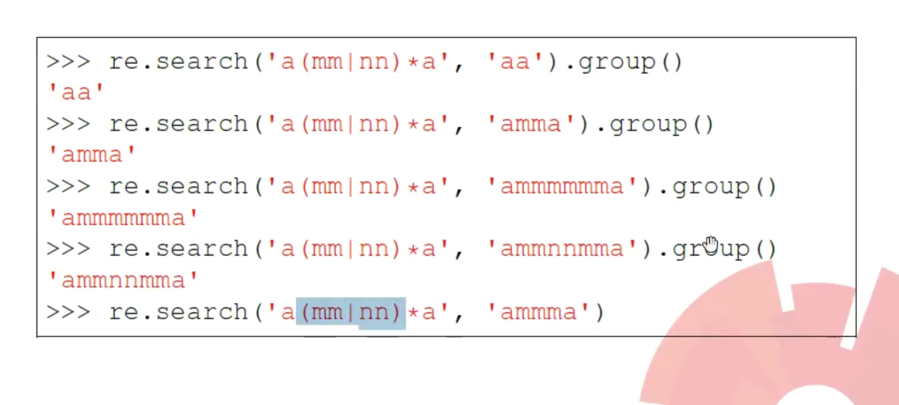 >>> re.search('a(mm|nn)*a', 'aa').group()
'aa'
>>> re.search('a(mm|nn)*a', 'amma').group()
'amma'
>>> re.search('a(mm|nn)*a', 'ammmmmma').group()
'ammmmmma'
>>> re.search('a(mm|nn)*a', 'ammnnmma').group()
'ammnnmma'
>>> re.search('a(mm|nn)*a', 'ammma')